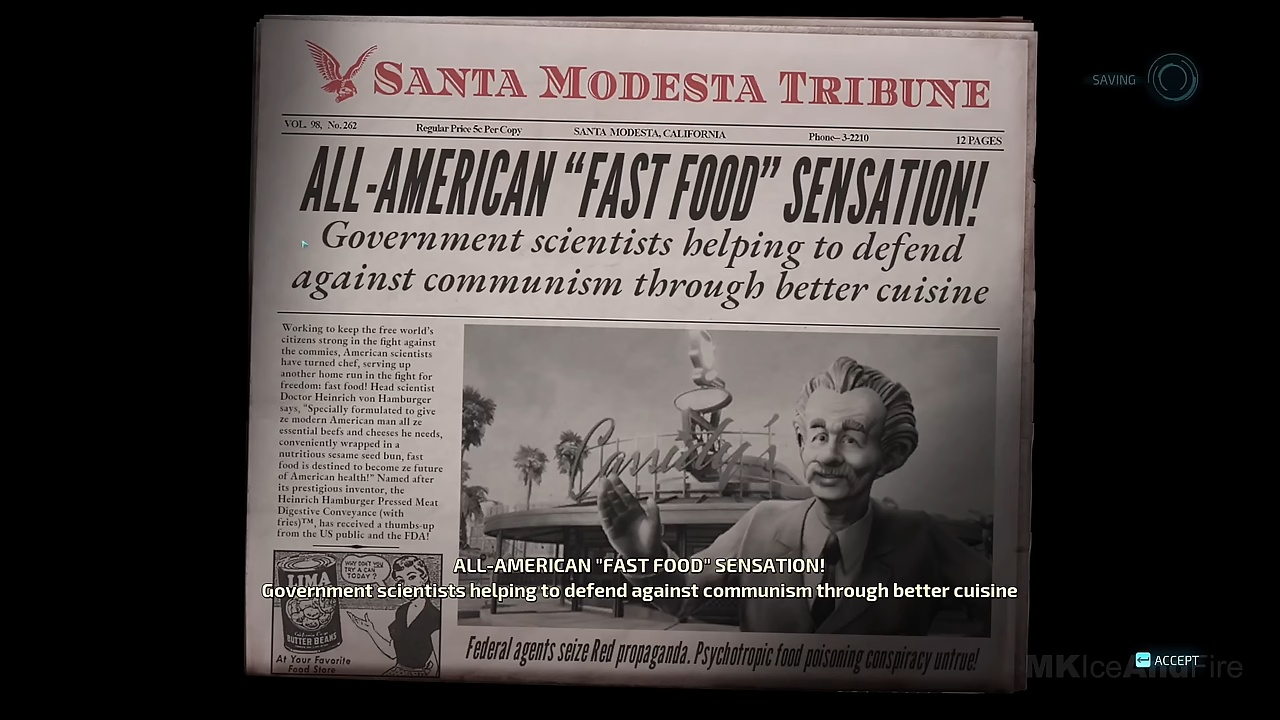 SAVING
SANTA MODESTA TRIBUNE
VOL. 98, No. 262 Regular Price 5c Per Copy SANTA MODESTA, CALIFORNIA Phone-3-2210 12 PAGES
ALL-AMERICAN “FAST FOOD” SENSATION!
Government scientists helping to defend
against communism through better cuisine
Working to keep the free world's
citizens strong in the fight against
the commies, American scientists
have turned chef, serving up
another home run in the fight for
freedom: fast food! Head scientist
Doctor Heinrich von Hamburger
says, "Specially formulated to give
ze modern American man all ze
essential beefs and cheeses he needs,
conveniently wrapped in a
nutritious sesame seed bun, fast
food is destined to become ze future
of American health!" Named after
its prestigious inventor, the
Heinrich Hamburger Pressed Meat
Digestive Conveyance (with
fries)™, has received a thumbs-up
from the US public and the FDA!
Cassidy's
LIMA
BUTTER BEANS
WHY DON'T YOU
TRY A CAN
TODAY?
At Your Favorite
Food Store
ALL-AMERICAN "FAST FOOD" SENSATION!
Government scientists helping to defend against communism through better cuisine
Federal agents seize Red propaganda. Psychotropic food poisoning conspiracy untrue!
ACCEPT
MKIceAndFire